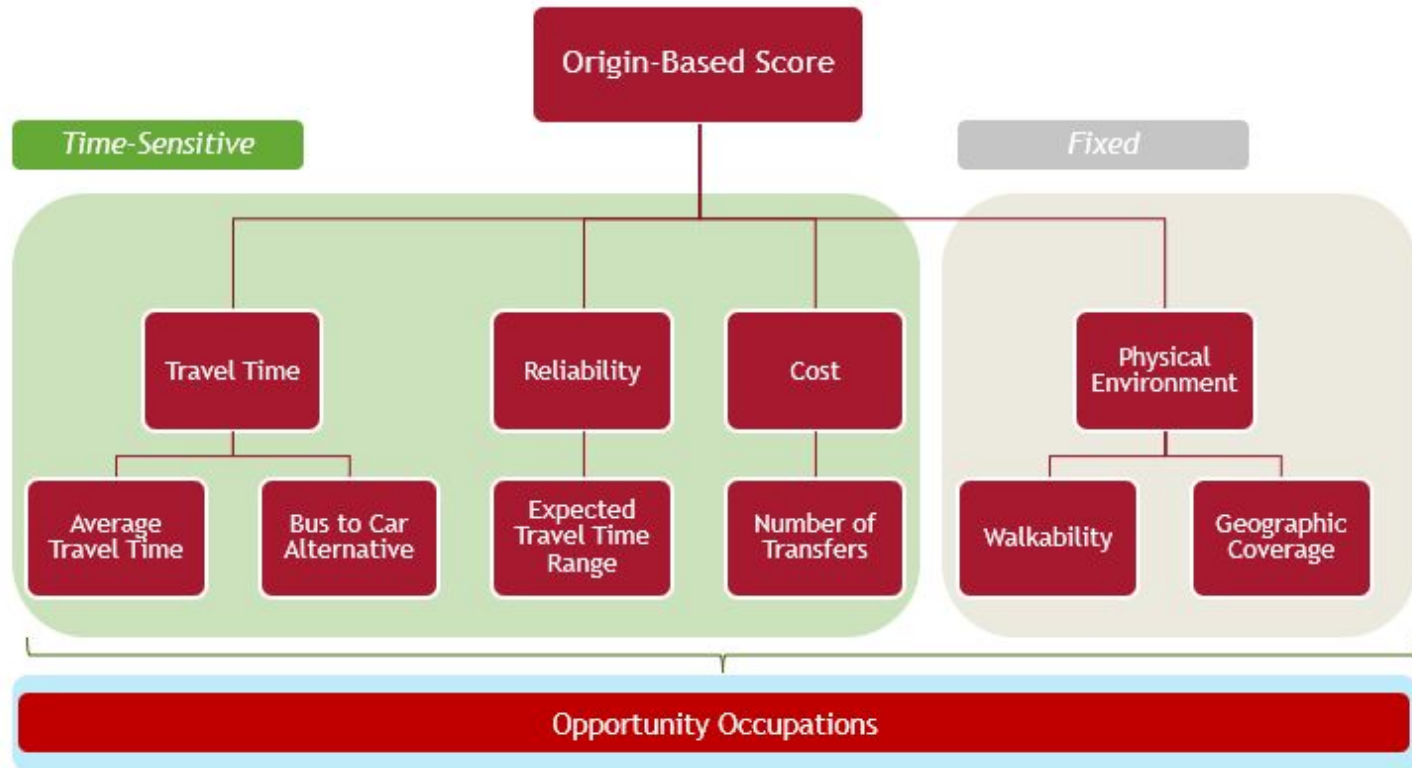 Origin-Based Score
Time-Sensitive
Fixed
Travel Time
Reliability
Cost
Physical
Environment
Average
Travel Time
Bus to Car
Alternative
Expected
Travel Time
Range
Number of
Transfers
Walkability
Geographic
Coverage
Opportunity Occupations